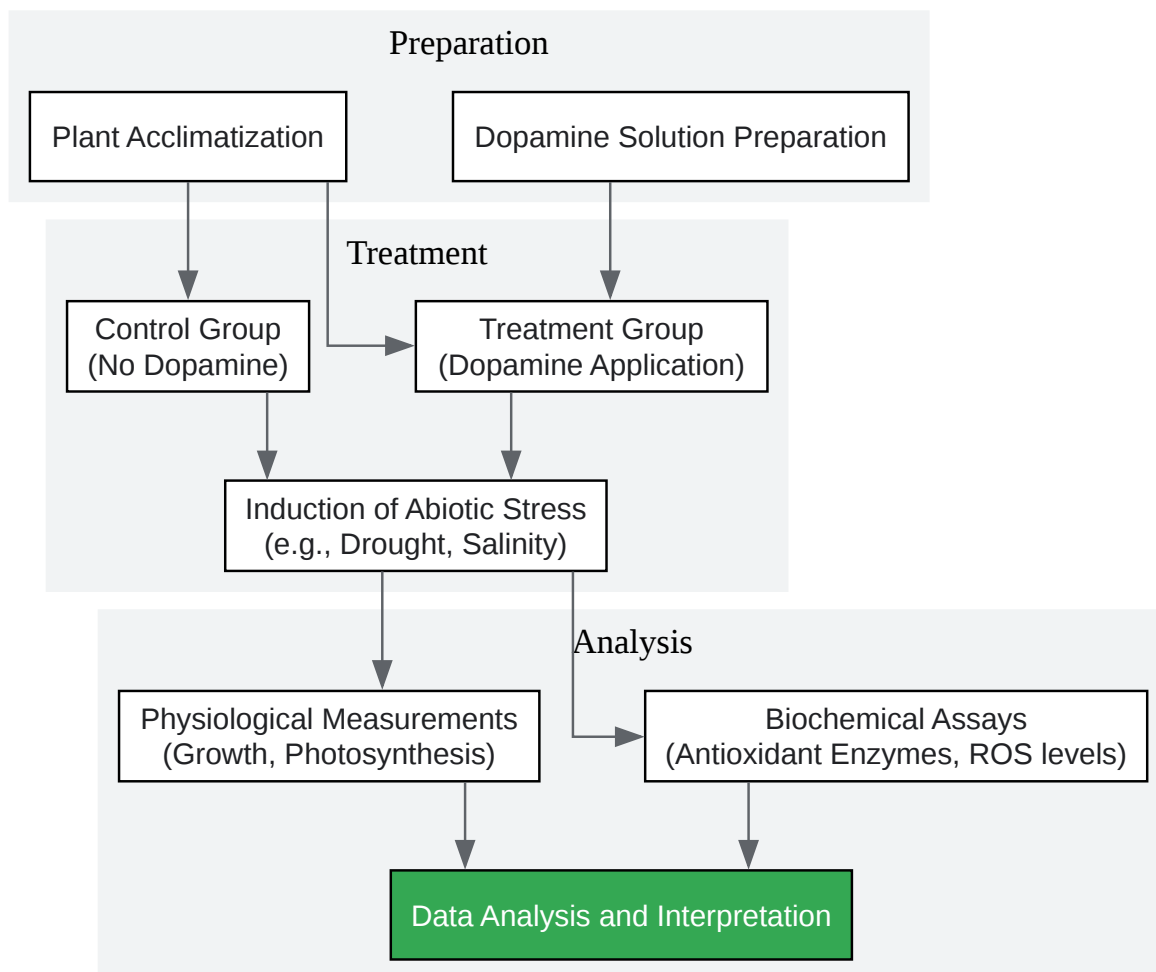 Preparation
Plant Acclimatization
Dopamine Solution Preparation
Treatment
Control Group
(No Dopamine)
Treatment Group
(Dopamine Application)
Induction of Abiotic Stress
(e.g., Drought, Salinity)
Analysis
Physiological Measurements
(Growth, Photosynthesis)
Biochemical Assays
(Antioxidant Enzymes, ROS levels)
Data Analysis and Interpretation